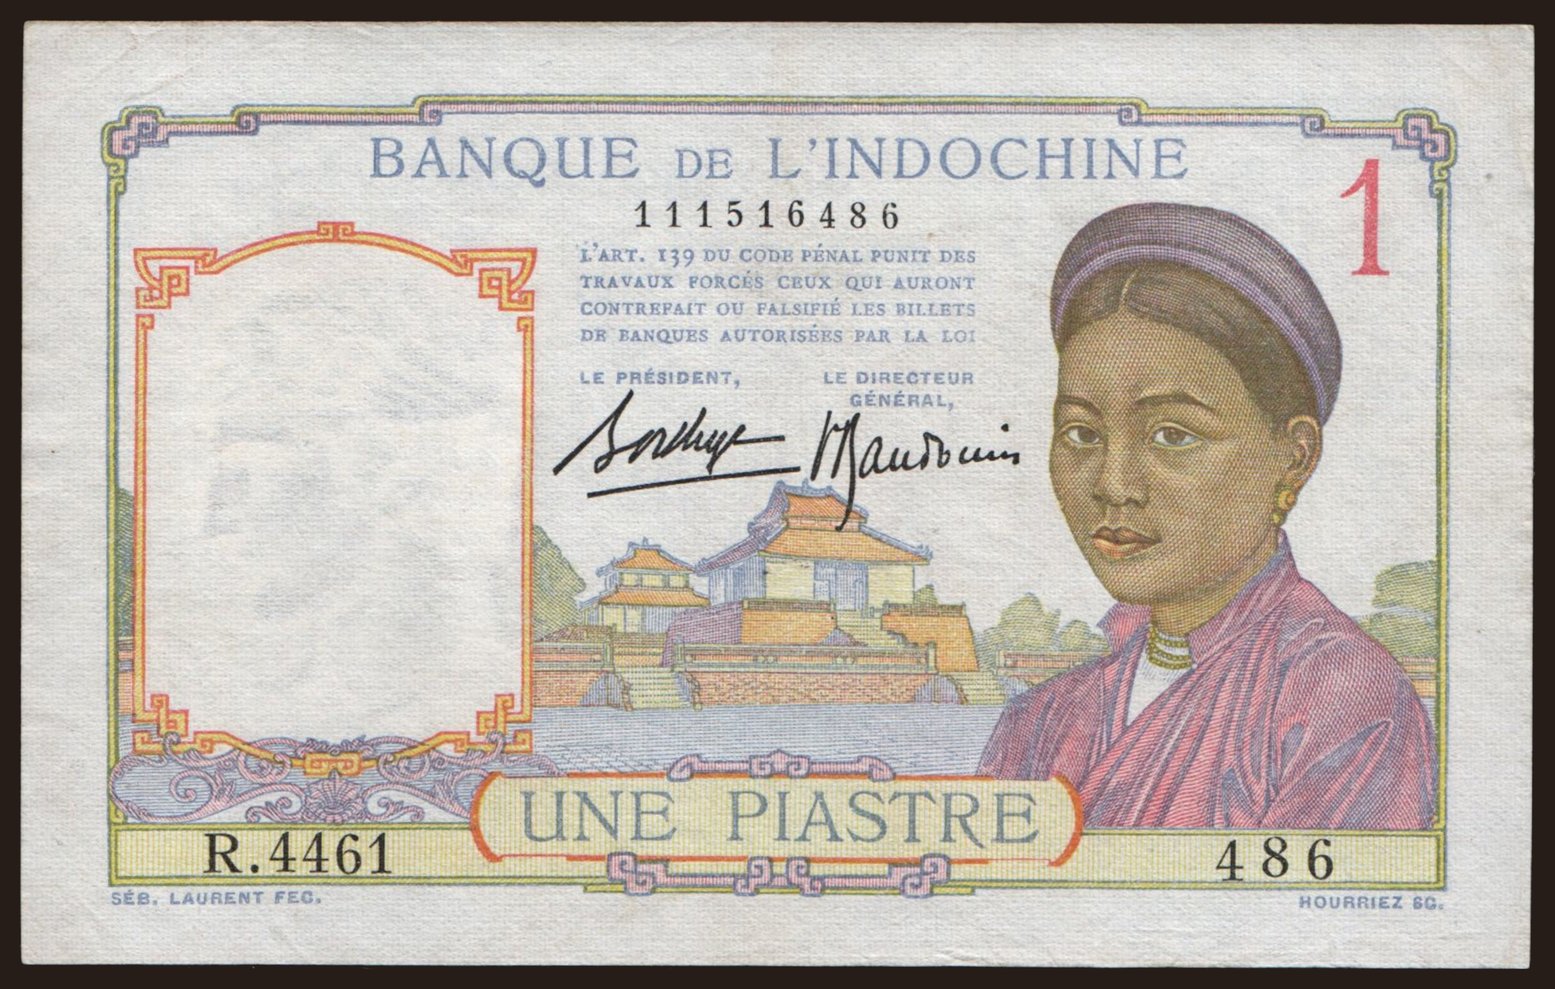 BANQUE DE L'INDOCHINE
1
111516486
L'ART. 139 DU CODE PÉNAL PUNIT DES
TRAVAUX FORCÉS CEUX QUI AURONT
CONTREFAIT OU FALSIFIÉ LES BILLETS
DE BANQUES AUTORISÉES PAR LA LOI
LE PRÉSIDENT,
LE DIRECTEUR
GÉNÉRAL,
UNE PIASTRE
R.4461
486
SÉB. LAURENT FEC.
HOURRIEZ SC.